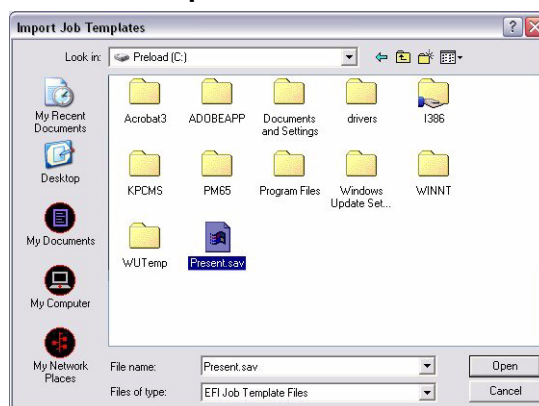 Import Job Templates
Look in: Preload (C:)
My Recent
Documents
Desktop
My Documents
My Computer
My Network
Places
Acrobat3 ADOBEAPP Documents
and Settings drivers I386
KPCMS PM65 Program Files Windows
Update Set... WINNT
WUTemp Present.sav
File name: Present.sav Open
Files of type: EFI Job Template Files Cancel